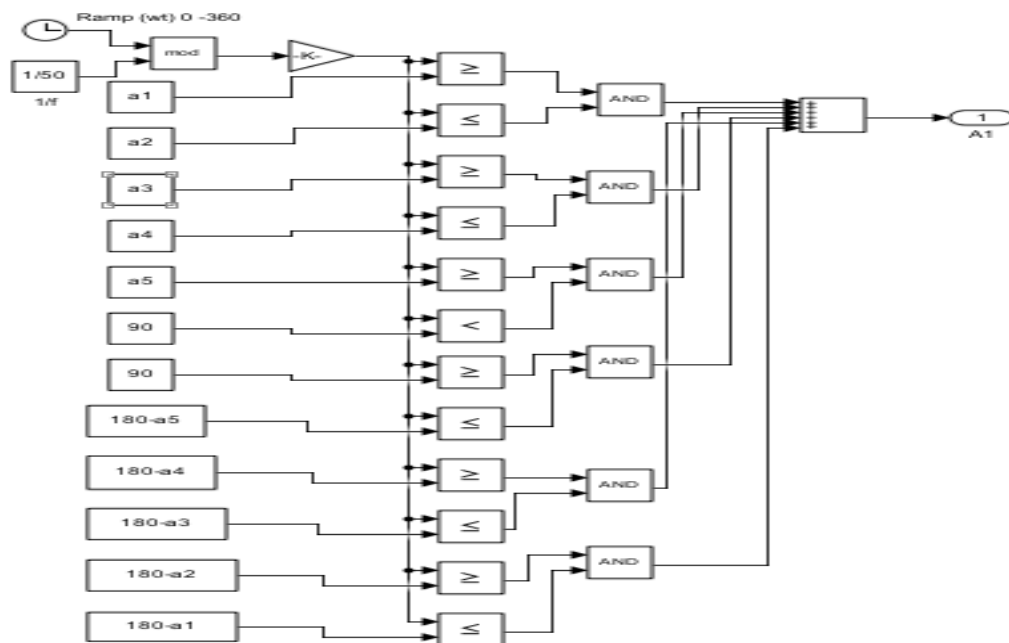 Ramp (wt) 0 -360
mod
-K-
1/50
1/f
a1
≥
AND
a2
≤
+
+
+
+
+
1
A1
a3
≥
AND
a4
≤
a5
≥
AND
90
<
90
≥
AND
180-a5
≤
180-a4
≥
AND
180-a3
≤
180-a2
≥
AND
180-a1
≤